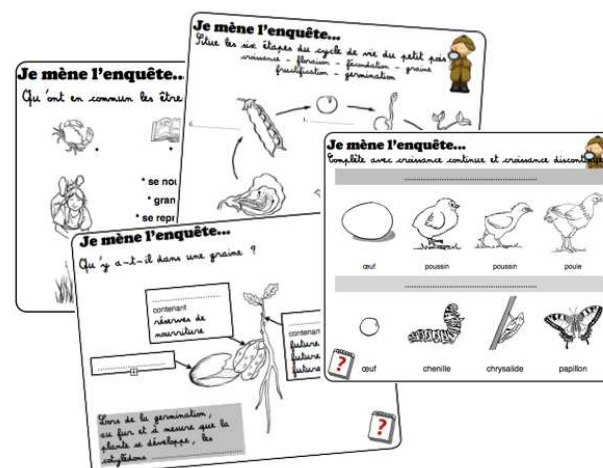 Je mène l'enquête...
Situe les six étapes du cycle de vie du petit pois
croissance - floraison - fécondation - graine
fructification - germination
6.
1.
Je mène l'enquête...
Qu'ont en commun les être
* se nou
* gran
* se repr
Je mène l'enquête...
Complète avec croissance continue et croissance discontinue
œuf
poussin
poussin
poule
œuf
chenille
chrysalide
papillon
?
Je mène l'enquête...
Qu'y a-t-il dans une graine ?
contenant
réserves de
nourriture
contenan
future
future
future
Lors de la germination,
au fur et à mesure que la
plante se développe, les
cotylédons
?